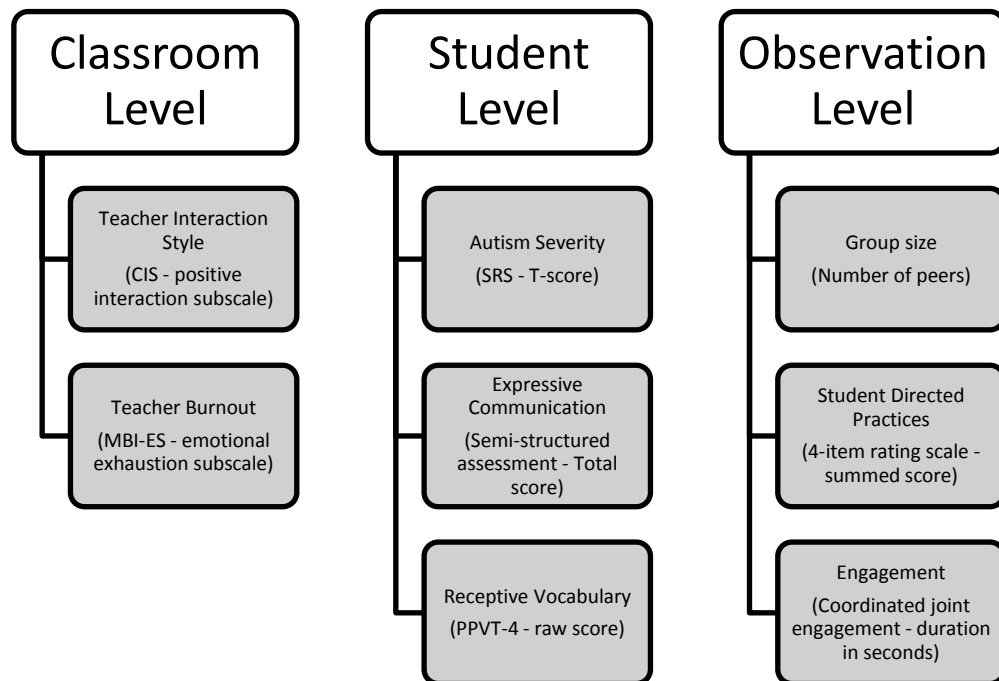 Classroom
Level
Teacher Interaction
Style
(CIS - positive
interaction subscale)
Teacher Burnout
(MBI-ES - emotional
exhaustion subscale)
Student
Level
Autism Severity
(SRS - T-score)
Expressive
Communication
(Semi-structured
assessment - Total
score)
Receptive Vocabulary
(PPVT-4 - raw score)
Observation
Level
Group size
(Number of peers)
Student Directed
Practices
(4-item rating scale -
summed score)
Engagement
(Coordinated joint
engagement - duration
in seconds)